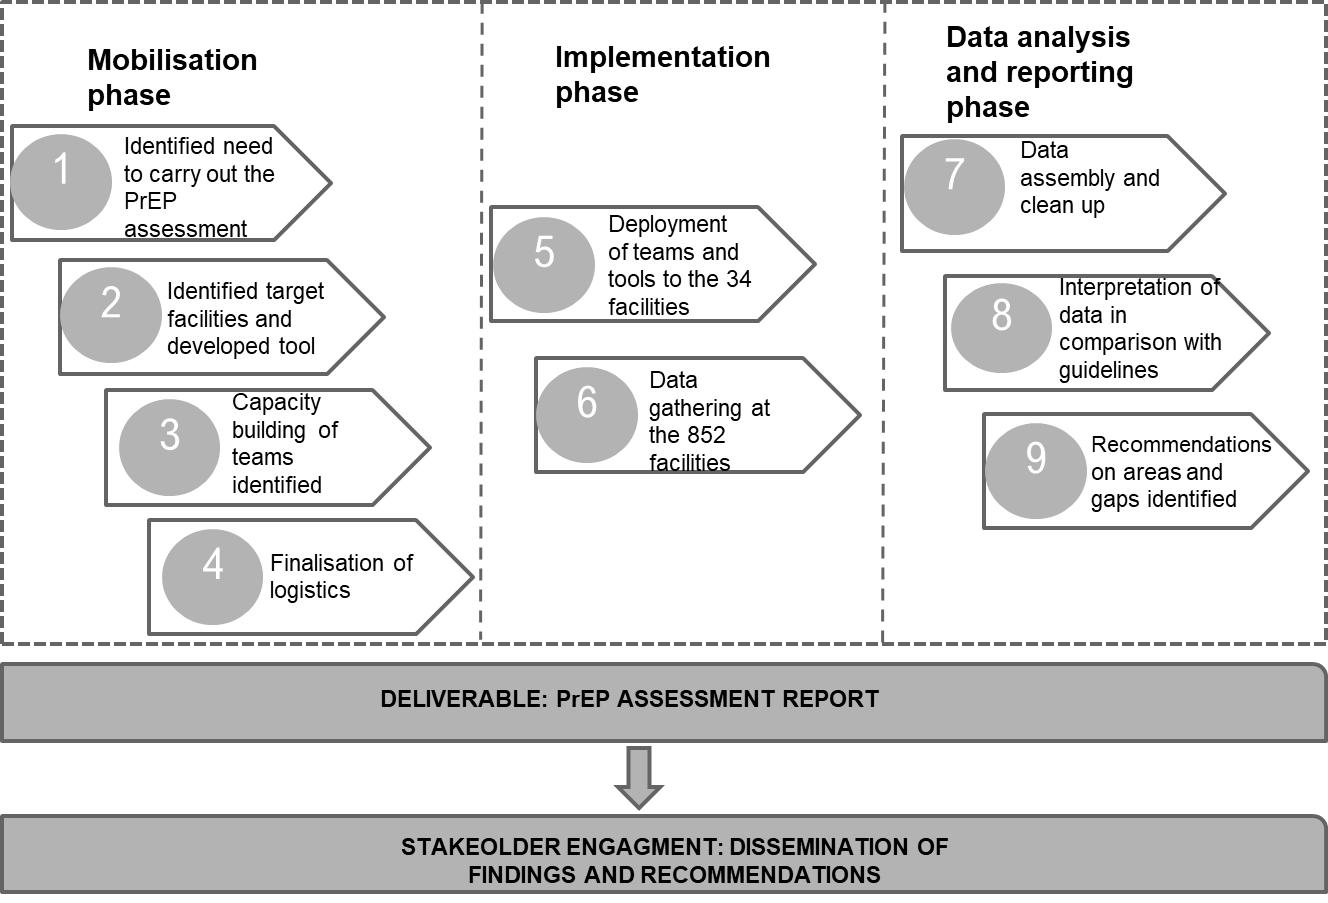 Mobilisation
phase
1
Identified need
to carry out the
PrEP
assessment
2
Identified target
facilities and
developed tool
3
Capacity
building of
teams
identified
4
Finalisation of
logistics
Implementation
phase
5
Deployment
of teams and
tools to the 34
facilities
6
Data
gathering at
the 852
facilities
Data analysis
and reporting
phase
7
Data
assembly and
clean up
8
Interpretation of
data in
comparison with
guidelines
9
Recommendations
on areas and
gaps identified
DELIVERABLE: PrEP ASSESSMENT REPORT
STAKEOLDER ENGAGMENT: DISSEMINATION OF
FINDINGS AND RECOMMENDATIONS